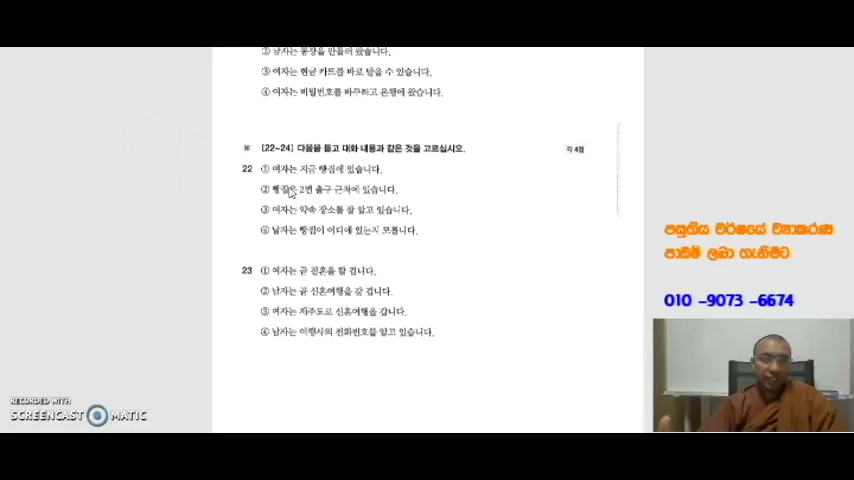 ② 남자는 통장을 만들러 왔습니다.
③ 여자는 현금 카드를 바로 받을 수 있습니다.
④ 여자는 비밀번호를 바꾸려고 은행에 왔습니다.
※ [22~24] 다음을 듣고 대화 내용과 같은 것을 고르십시오.
각 4점
22 ① 여자는 지금 빵집에 있습니다.
② 빵집은 2번 출구 근처에 있습니다.
③ 여자는 약속 장소를 잘 알고 있습니다.
④ 남자는 빵집이 어디에 있는지 모릅니다.
23 ① 여자는 곧 결혼을 할 겁니다.
② 남자는 곧 신혼여행을 갈 겁니다.
③ 여자는 제주도로 신혼여행을 갑니다.
④ 남자는 여행사의 전화번호를 알고 있습니다.
පසුගිය වර්ෂයේ ව්‍යාකරණ
පාඩම් ලබා ගැනීමට
010 -9073 -6674
RECORDED WITH
SCREENCAST MATIC